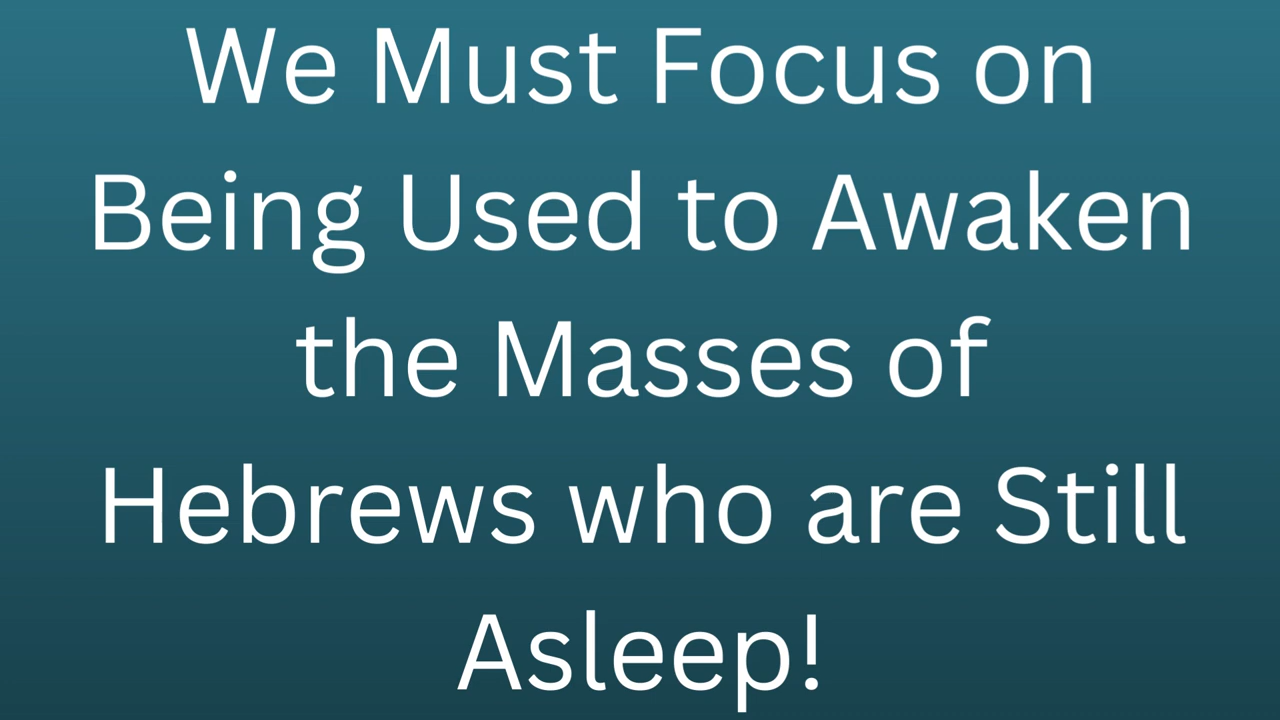 We Must Focus on
Being Used to Awaken
the Masses of
Hebrews who are Still
Asleep!